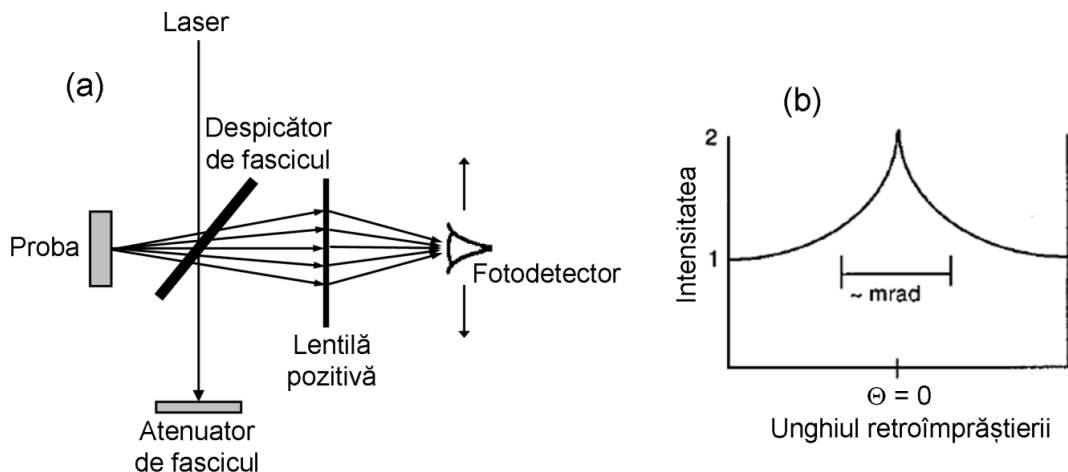 Laser
(a)
Despicător
de fascicul
Proba
Fotodetector
Lentilă
pozitivă
Atenuator
de fascicul
(b)
Intensitatea
2
1
~ mrad
Θ = 0
Unghiul retroîmprăștierii